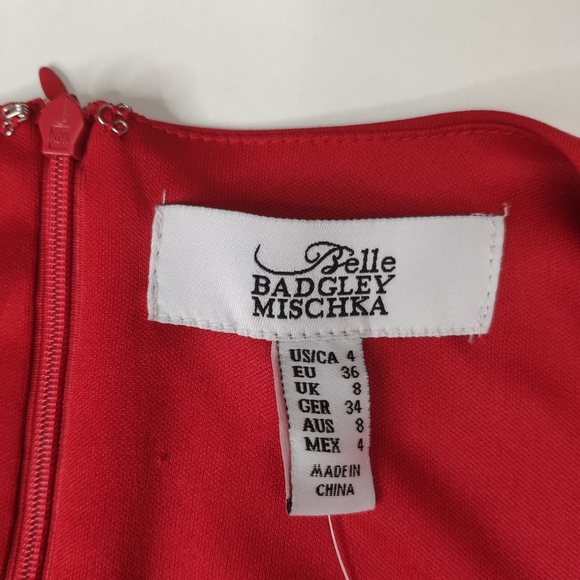 Belle
BADGLEY
MISCHKA
US/CA 4
EU 36
UK 8
GER 34
AUS 8
MEX 4
MADE IN
CHINA